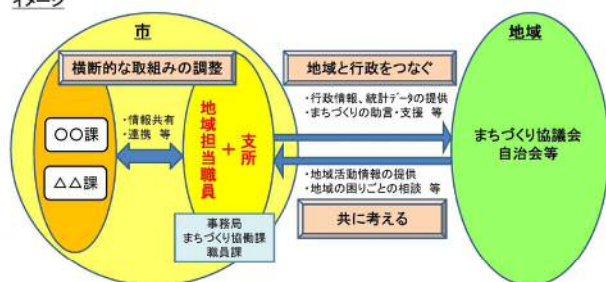 イメージ
市
地域
横断的な取組みの調整
地域と行政をつなぐ
・情報共有
・連携 等
・行政情報、統計データの提供
・まちづくりの助言・支援 等
〇〇課
△△課
地域担当職員
+
支所
まちづくり協議会
自治会等
・地域活動情報の提供
・地域の困りごとの相談 等
事務局
まちづくり協働課
職員課
共に考える